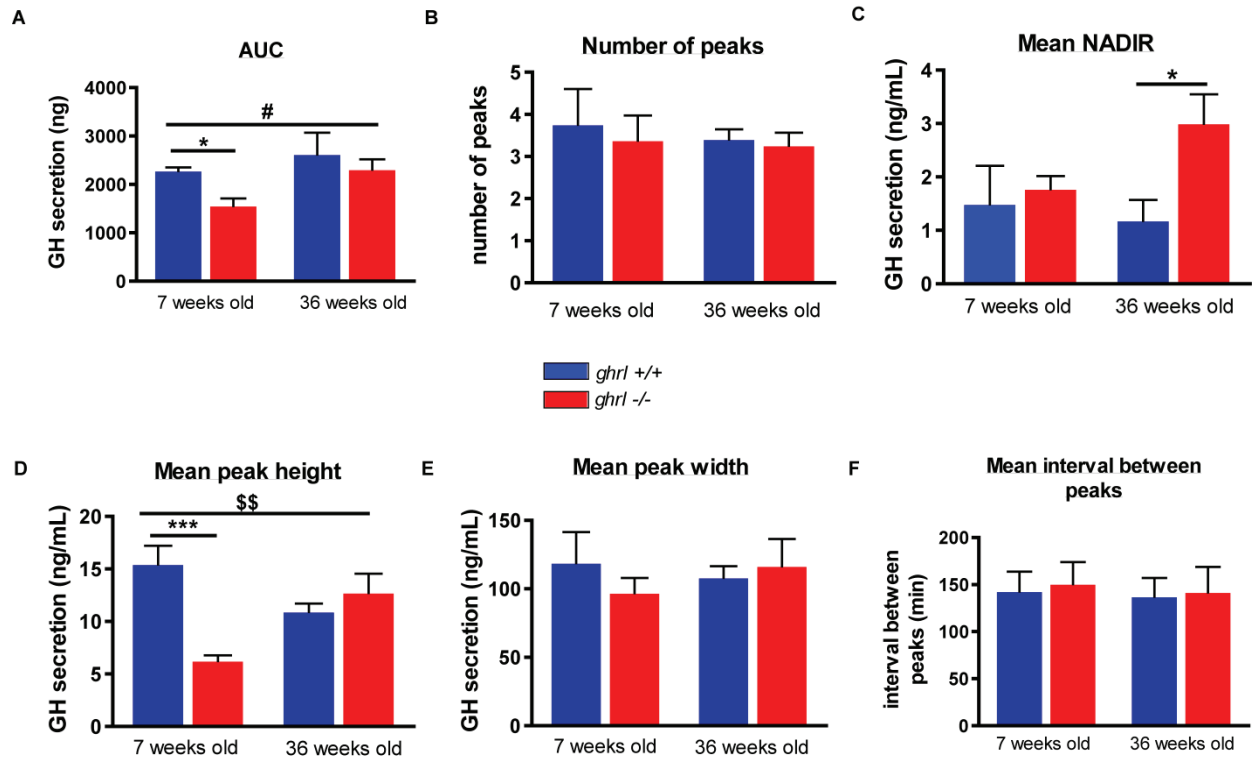 A
AUC
GH secretion (ng)
4000
3000
2000
1000
0
#
*
7 weeks old
36 weeks old
B
Number of peaks
number of peaks
5
4
3
2
1
0
7 weeks old
36 weeks old
C
Mean NADIR
GH secretion (ng/mL)
4
3
2
1
0
*
7 weeks old
36 weeks old
ghrl +/+
ghrl -/-
D
Mean peak height
GH secretion (ng/mL)
20
15
10
5
0
$$
***
7 weeks old
36 weeks old
E
Mean peak width
GH secretion (ng/mL)
150
100
50
0
7 weeks old
36 weeks old
F
Mean interval between
peaks
interval between
peaks (min)
200
150
100
50
0
7 weeks old
36 weeks old